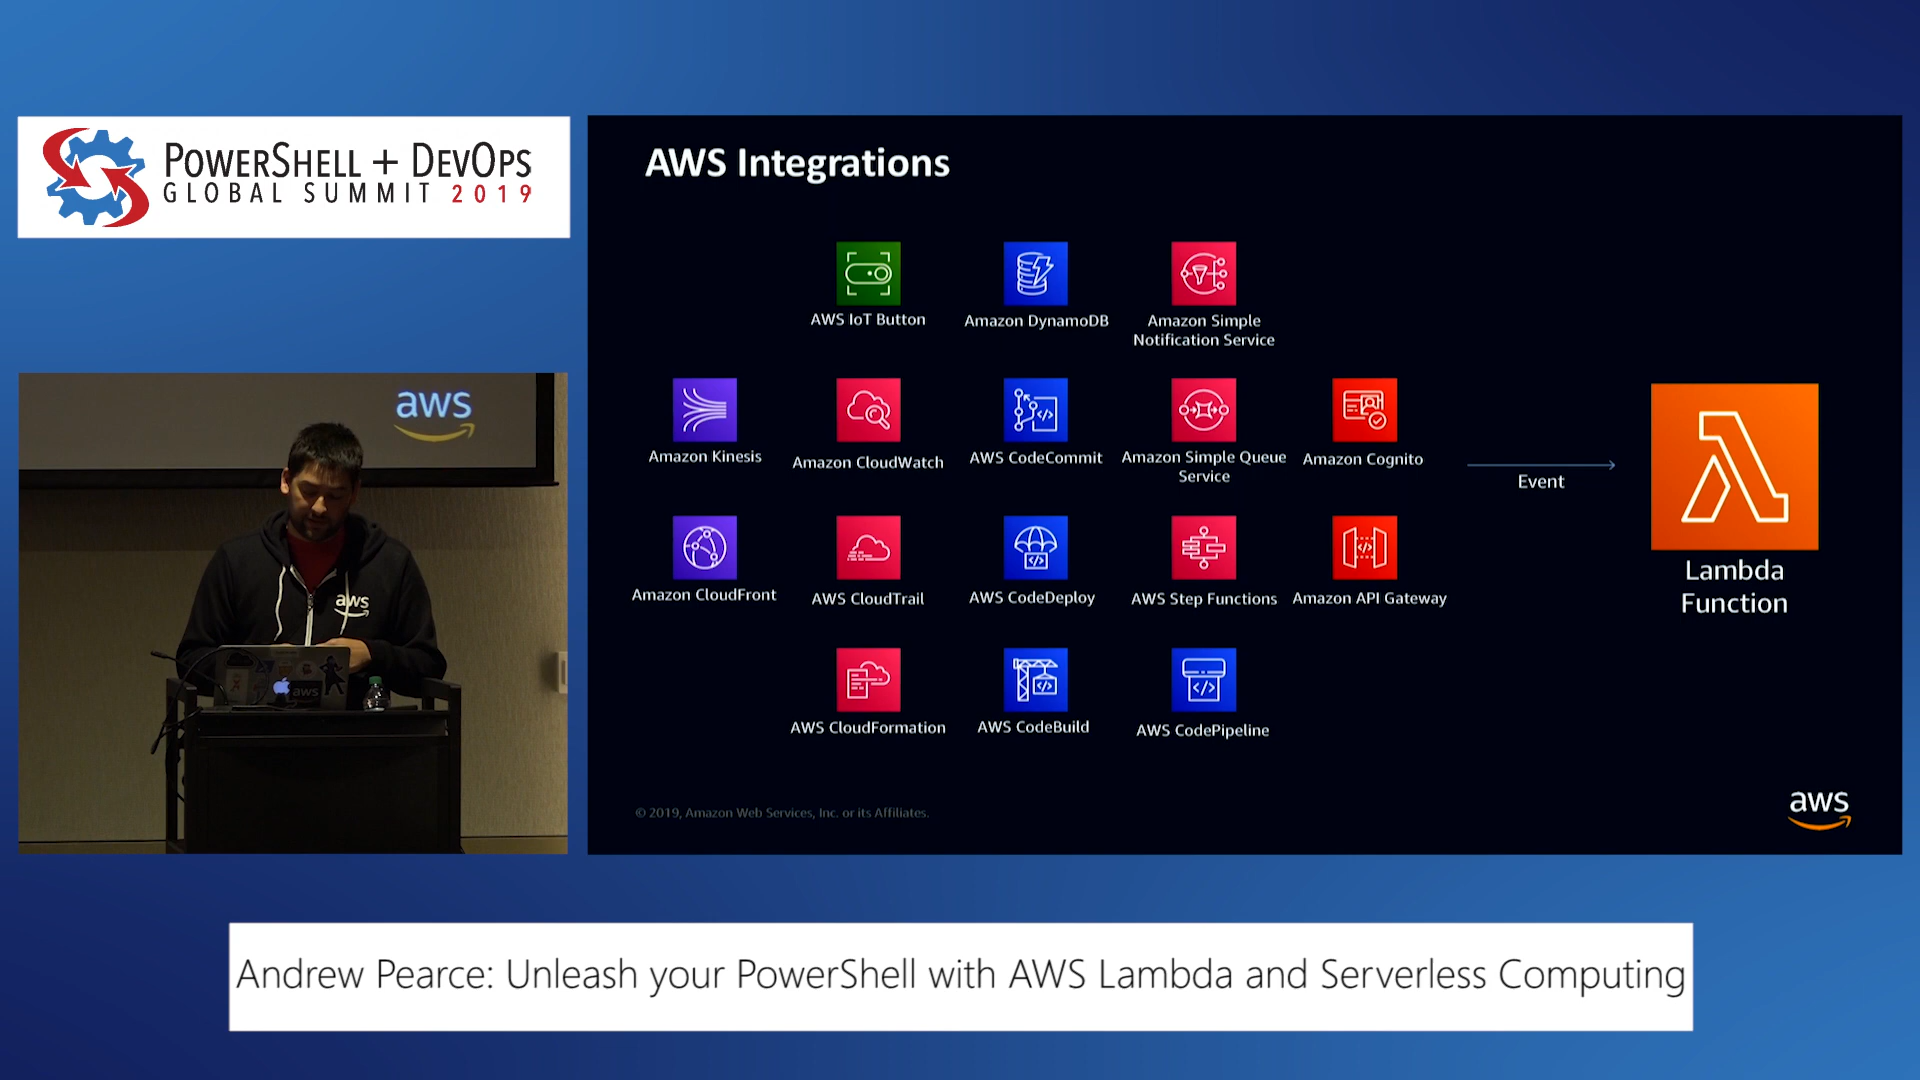 POWERSHELL + DEVOPS
GLOBAL SUMMIT 2019
aws
aws
aws
AWS Integrations
AWS IoT Button
Amazon DynamoDB
Amazon Simple
Notification Service
Amazon Kinesis
Amazon CloudWatch
AWS CodeCommit
Amazon Simple Queue
Service
Amazon Cognito
Event
Lambda
Function
Amazon CloudFront
AWS CloudTrail
AWS CodeDeploy
AWS Step Functions
Amazon API Gateway
AWS CloudFormation
AWS CodeBuild
AWS CodePipeline
© 2019, Amazon Web Services, Inc. or its Affiliates.
aws
Andrew Pearce: Unleash your PowerShell with AWS Lambda and Serverless Computing